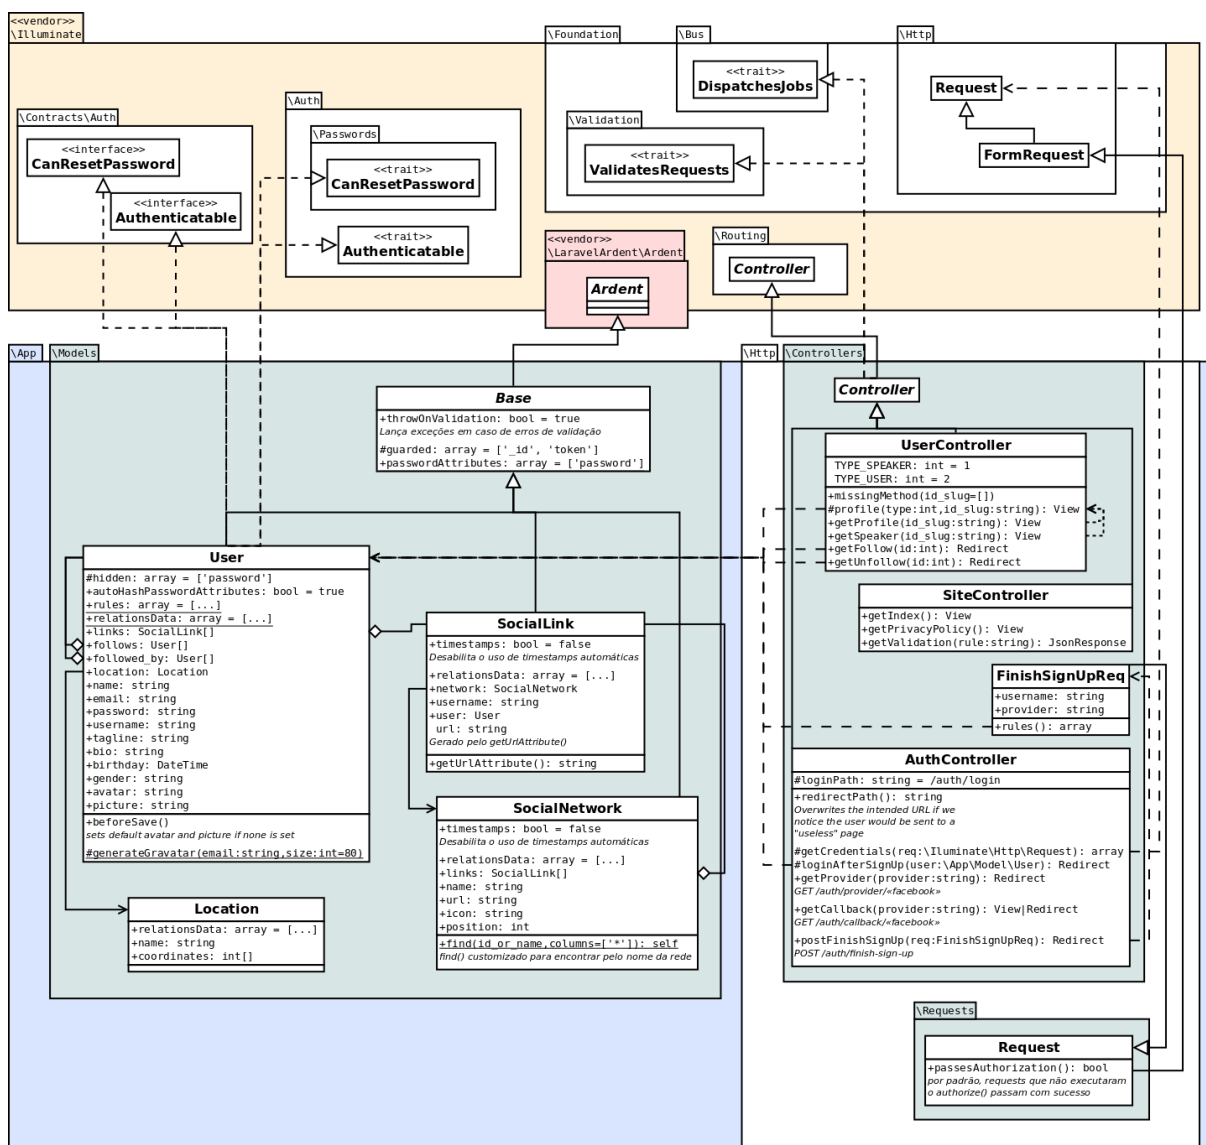 <<vendor>>
\Illuminate
\Foundation
\Bus
\Http
<<trait>>
DispatchesJobs
Request
\Auth
\Contracts\Auth
\Passwords
\Validation
<<interface>>
CanResetPassword
<<trait>>
CanResetPassword
<<trait>>
ValidatesRequests
FormRequest
<<interface>>
Authenticatable
<<trait>>
Authenticatable
<<vendor>>
\LaravelArdent\Ardent
\Routing
Controller
Ardent
\App
\Models
\Http
\Controllers
Base
+throwOnValidation: bool = true
Lança exceções em caso de erros de validação
#guarded: array = ['_id', 'token']
+passwordAttributes: array = ['password']
Controller
UserController
TYPE_SPEAKER: int = 1
TYPE_USER: int = 2
+missingMethod(id_slug=[])
#profile(type:int,id_slug:string): View
+getProfile(id_slug:string): View
+getSpeaker(id_slug:string): View
+getFollow(id:int): Redirect
+getUnfollow(id:int): Redirect
User
#hidden: array = ['password']
+autoHashPasswordAttributes: bool = true
+rules: array = [...]
+relationsData: array = [...]
+links: SocialLink[]
+follows: User[]
+followed_by: User[]
+location: Location
+name: string
+email: string
+password: string
+username: string
+tagline: string
+bio: string
+birthday: DateTime
+gender: string
+avatar: string
+picture: string
+beforeSave()
sets default avatar and picture if none is set
#generateGravatar(email:string,size:int=80)
SocialLink
+timestamps: bool = false
Desabilita o uso de timestamps automáticas
+relationsData: array = [...]
+network: SocialNetwork
+username: string
+user: User
url: string
Gerado pelo getUrlAttribute()
+getUrlAttribute(): string
SiteController
+getIndex(): View
+getPrivacyPolicy(): View
+getValidation(rule:string): JsonResponse
FinishSignUpReq
+username: string
+provider: string
+rules(): array
AuthController
#loginPath: string = /auth/login
+redirectPath(): string
Overwrites the intended URL if we
notice the user would be sent to a
"useless" page
#getCredentials(req:\Iluminate\Http\Request): array
#loginAfterSignUp(user:\App\Model\User): Redirect
+getProvider(provider:string): Redirect
GET /auth/provider/«facebook»
+getCallback(provider:string): View|Redirect
GET /auth/callback/«facebook»
+postFinishSignUp(req:FinishSignUpReq): Redirect
POST /auth/finish-sign-up
SocialNetwork
+timestamps: bool = false
Desabilita o uso de timestamps automáticas
+relationsData: array = [...]
+links: SocialLink[]
+name: string
+url: string
+icon: string
+position: int
+find(id_or_name,columns=['*']): self
find() customizado para encontrar pelo nome da rede
Location
+relationsData: array = [...]
+name: string
+coordinates: int[]
\Requests
Request
+passesAuthorization(): bool
por padrão, requests que não executaram
o authorize() passam com sucesso